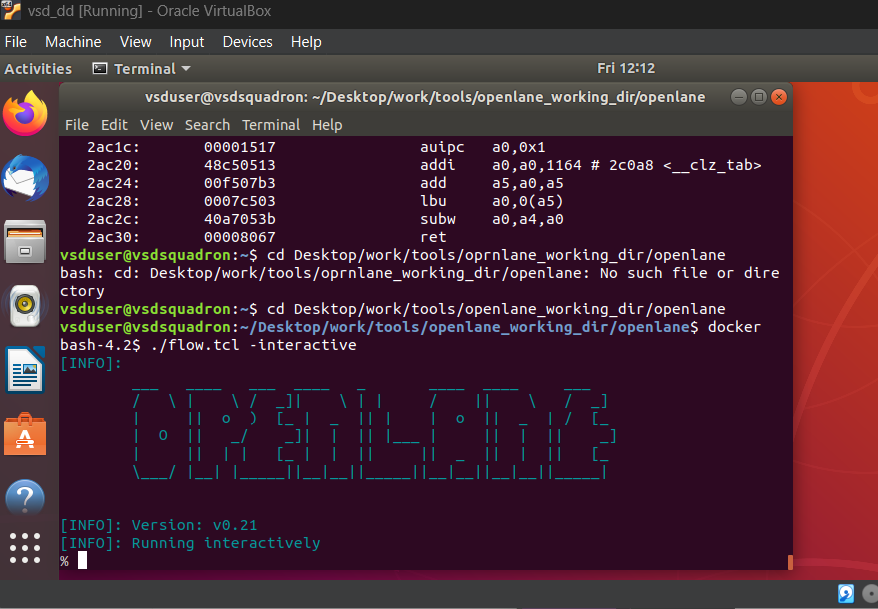 vsd_dd [Running] - Oracle VirtualBox
File Machine View Input Devices Help
Activities Terminal Fri 12:12
vsduser@vsdsquadron: ~/Desktop/work/tools/openlane_working_dir/openlane
File Edit View Search Terminal Help
2ac1c: 00001517 auipc a0,0x1
2ac20: 48c50513 addi a0,a0,1164 # 2c0a8 <__clz_tab>
2ac24: 00f507b3 add a5,a0,a5
2ac28: 0007c503 lbu a0,0(a5)
2ac2c: 40a7053b subw a0,a4,a0
2ac30: 00008067 ret
vsduser@vsdsquadron:~$ cd Desktop/work/tools/oprnlane_working_dir/openlane
bash: cd: Desktop/work/tools/oprnlane_working_dir/openlane: No such file or dire
ctory
vsduser@vsdsquadron:~$ cd Desktop/work/tools/openlane_working_dir/openlane
vsduser@vsdsquadron:~/Desktop/work/tools/openlane_working_dir/openlane$ docker
bash-4.2$ ./flow.tcl -interactive
[INFO]:
OPENLANE
[INFO]: Version: v0.21
[INFO]: Running interactively
%